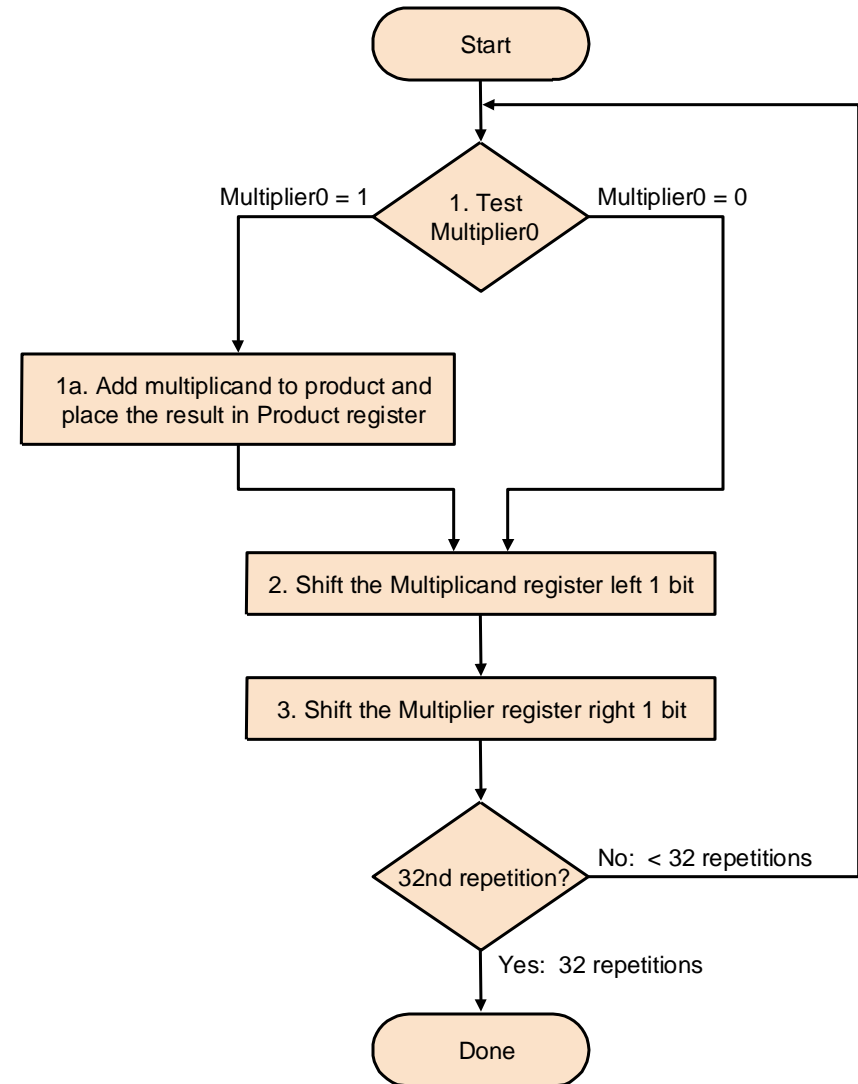 Start
Multiplier0 = 1
1. Test
Multiplier0
Multiplier0 = 0
1a. Add multiplicand to product and
place the result in Product register
2. Shift the Multiplicand register left 1 bit
3. Shift the Multiplier register right 1 bit
32nd repetition?
No: < 32 repetitions
Yes: 32 repetitions
Done